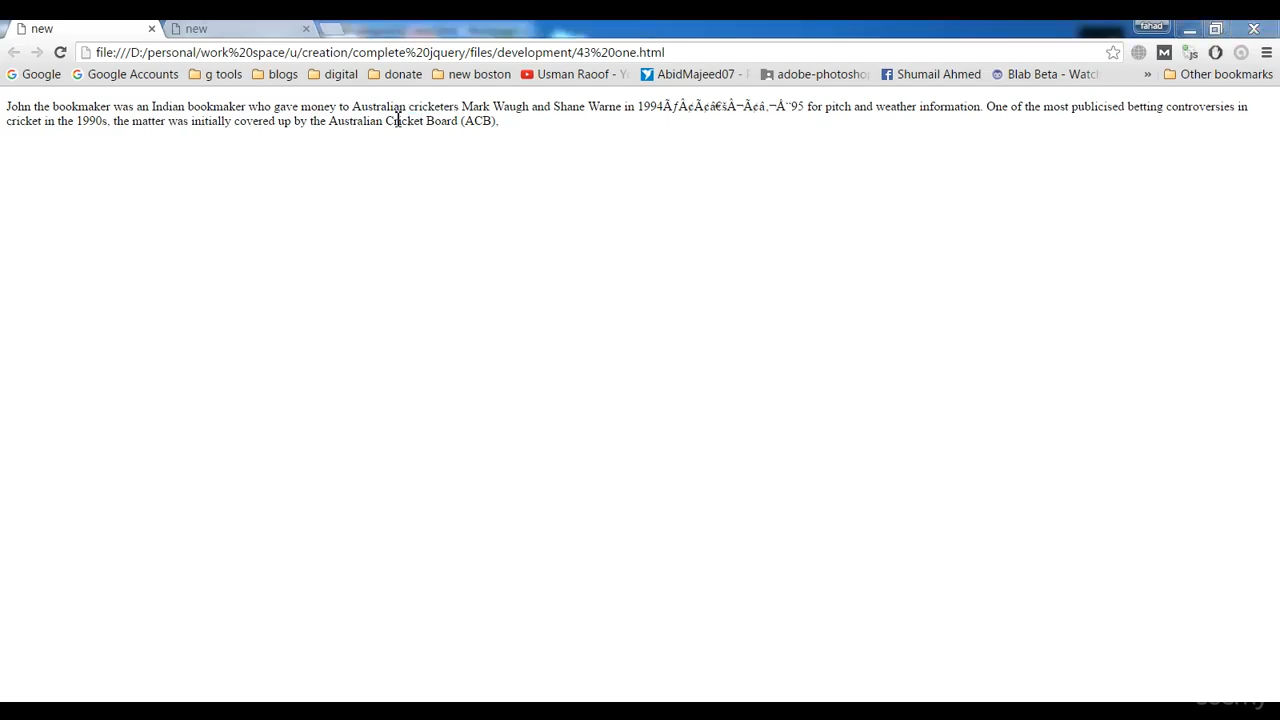 new
new
fahad
file:///D:/personal/work%20space/u/creation/complete%20jquery/files/development/43%20one.html
Google Google Accounts g tools blogs digital donate new boston Usman Raoof - AbidMajeed07 - adobe-photosho Shumail Ahmed Blab Beta - Watc » Other bookmarks
John the bookmaker was an Indian bookmaker who gave money to Australian cricketers Mark Waugh and Shane Warne in for pitch and weather information. One of the most publicised betting controversies in
cricket in the 1990s, the matter was initially covered up by the Australian Cricket Board (ACB),